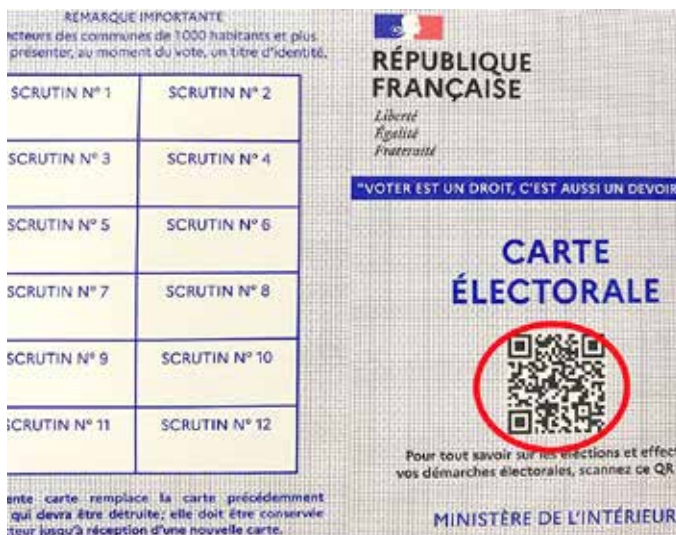 REMARQUE IMPORTANTE
cteurs des communes de 1000 habitants et plus
présenter, au moment du vote, un titre d'identité.
SCRUTIN N° 1
SCRUTIN N° 2
SCRUTIN N° 3
SCRUTIN N° 4
SCRUTIN N° 5
SCRUTIN N° 6
SCRUTIN N° 7
SCRUTIN N° 8
SCRUTIN N° 9
SCRUTIN N° 10
SCRUTIN N° 11
SCRUTIN N° 12
ente carte remplace la carte précédemment
qui devra être détruite; elle doit être conservée
cteur jusqu'à réception d'une nouvelle carte.
RÉPUBLIQUE
FRANÇAISE
Liberté
Égalité
Fraternité
"VOTER EST UN DROIT, C'EST AUSSI UN DEVOIR
CARTE
ÉLECTORALE
Pour tout savoir sur les élections et effect
vos démarches électorales, scannez ce QR
MINISTÈRE DE L'INTÉRIEUR